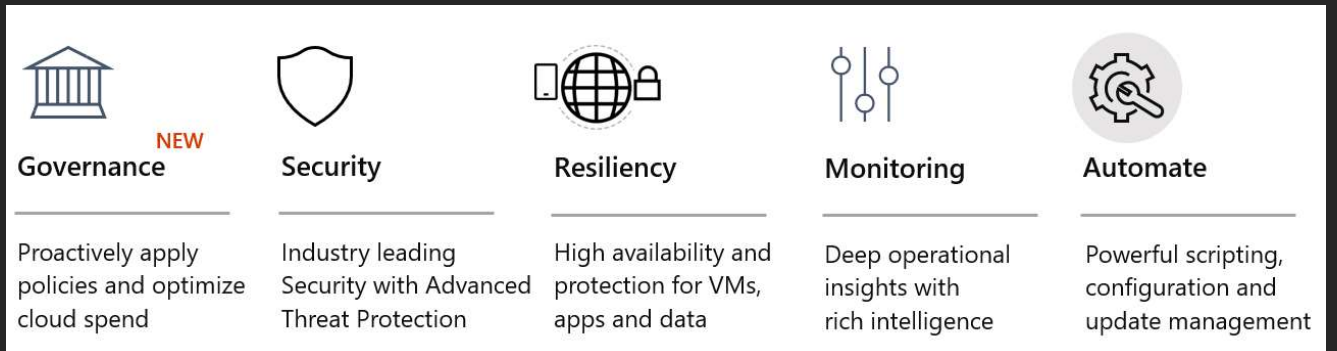 NEW
Governance
Proactively apply
policies and optimize
cloud spend
Security
Industry leading
Security with Advanced
Threat Protection
Resiliency
High availability and
protection for VMs,
apps and data
Monitoring
Deep operational
insights with
rich intelligence
Automate
Powerful scripting,
configuration and
update management